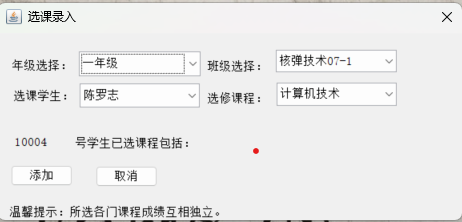 选课录入
年级选择： 一年级 班级选择： 核弹技术07-1
选课学生： 陈罗志 选修课程： 计算机技术
10004 号学生已选课程包括：
添加 取消
温馨提示：所选各门课程成绩互相独立。